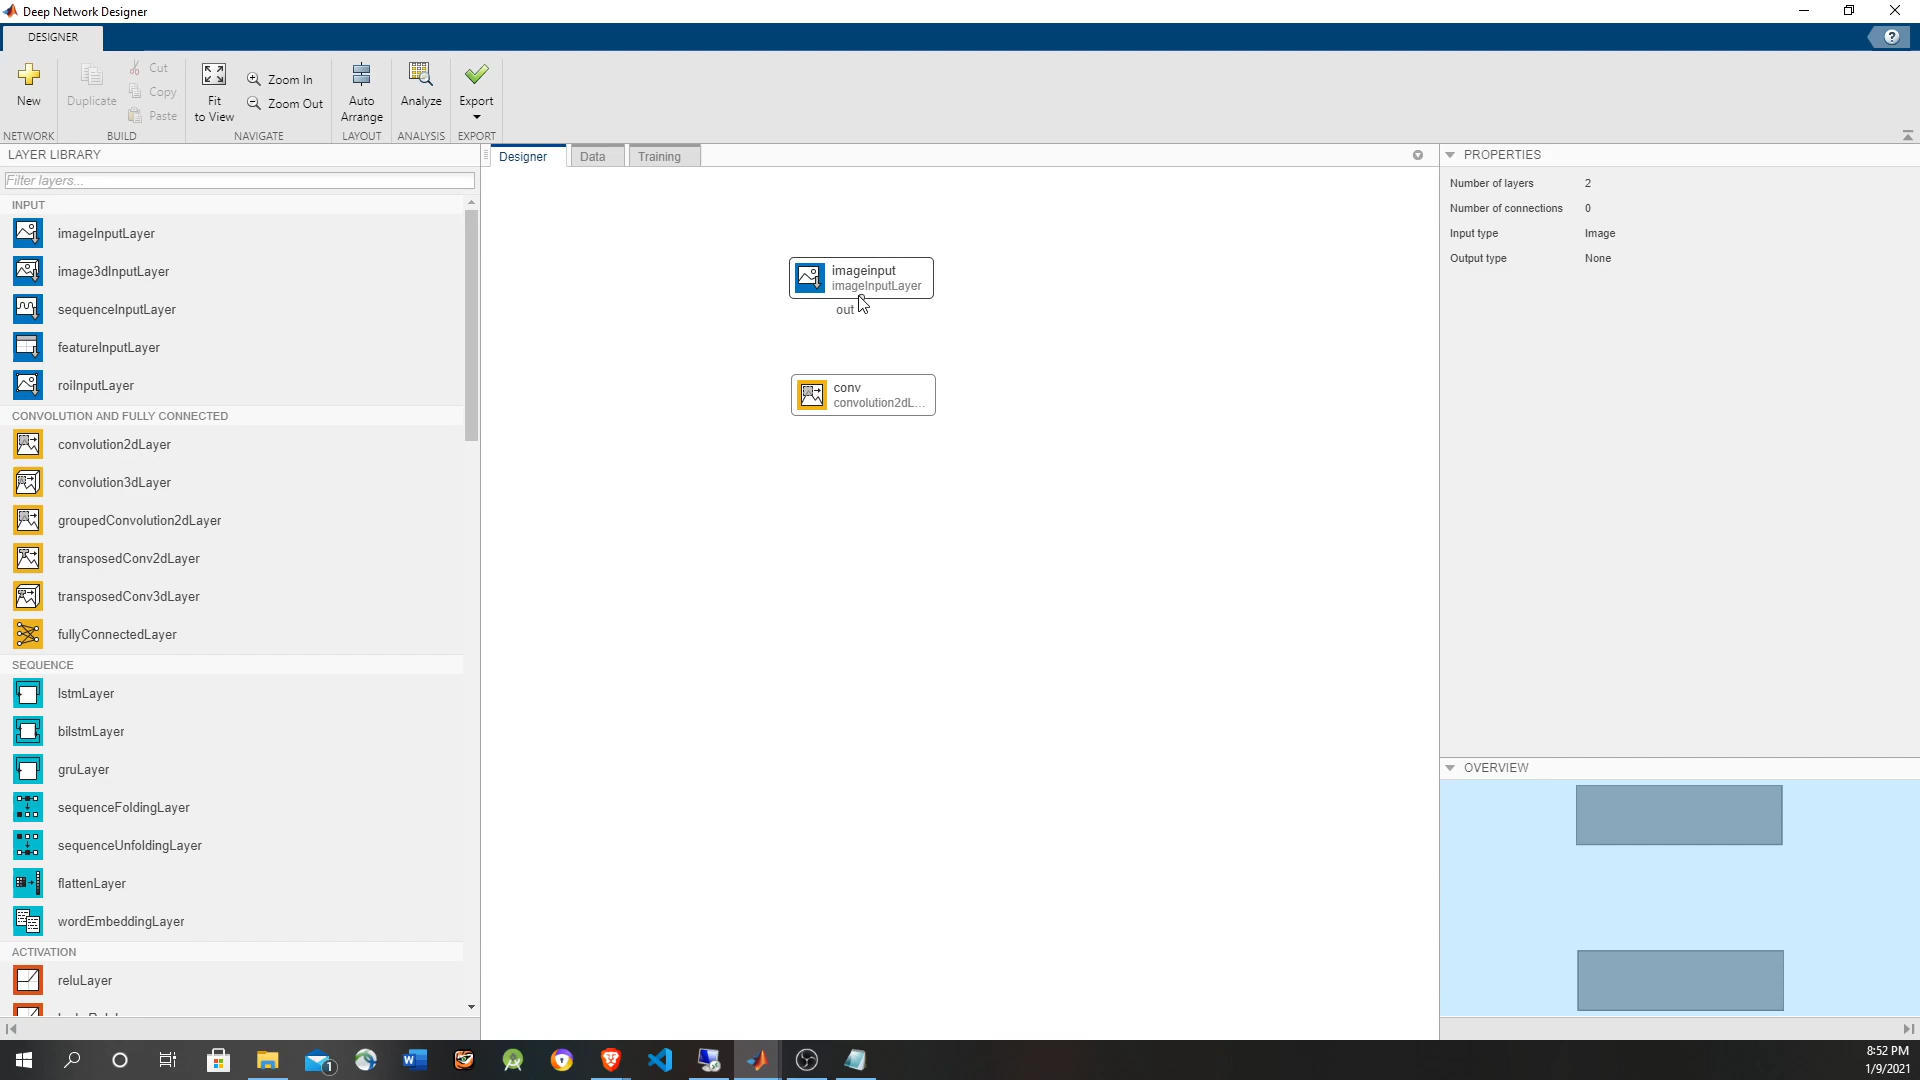 Deep Network Designer
DESIGNER
New
Duplicate
Cut
Copy
Paste
Fit
to View
Zoom In
Zoom Out
Auto
Arrange
Analyze
Export
NETWORK
BUILD
NAVIGATE
LAYOUT
ANALYSIS
EXPORT
LAYER LIBRARY
Filter layers...
INPUT
imageInputLayer
image3dInputLayer
sequenceInputLayer
featureInputLayer
roiInputLayer
CONVOLUTION AND FULLY CONNECTED
convolution2dLayer
convolution3dLayer
groupedConvolution2dLayer
transposedConv2dLayer
transposedConv3dLayer
fullyConnectedLayer
SEQUENCE
lstmLayer
bilstmLayer
gruLayer
sequenceFoldingLayer
sequenceUnfoldingLayer
flattenLayer
wordEmbeddingLayer
ACTIVATION
reluLayer
Designer
Data
Training
imageinput
imageInputLayer
out
conv
convolution2dL...
PROPERTIES
Number of layers 2
Number of connections 0
Input type Image
Output type None
OVERVIEW
1
8:52 PM
1/9/2021